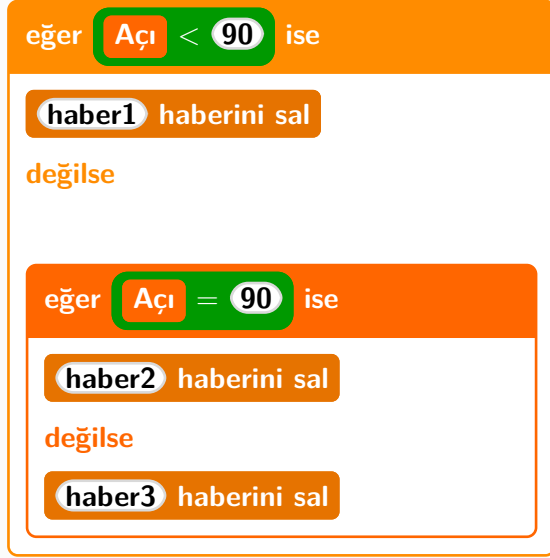 eğer Açı < 90 ise
haber1 haberini sal
değilse
eğer Açı = 90 ise
haber2 haberini sal
değilse
haber3 haberini sal